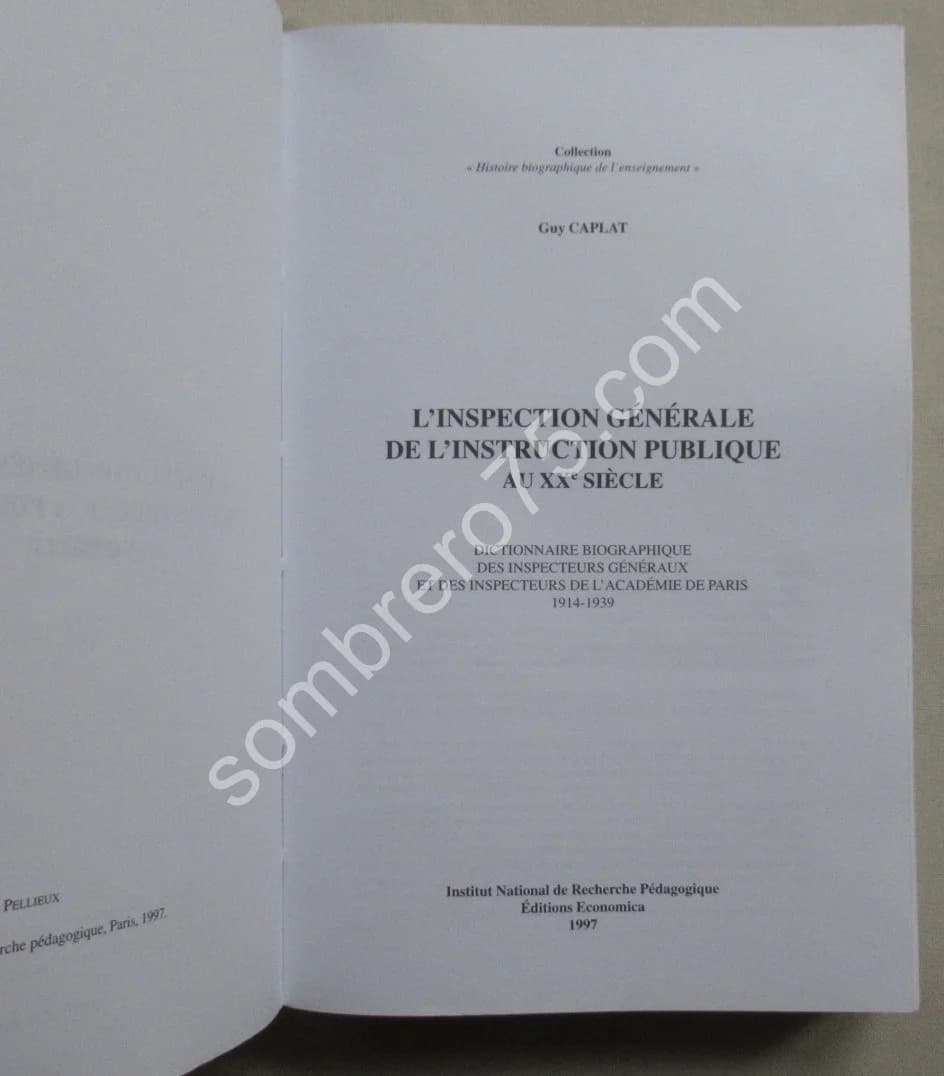 PELLIEUX
rche pédagogique, Paris, 1997.
Collection
« Histoire biographique de l'enseignement »
Guy CAPLAT
L'INSPECTION GÉNÉRALE
DE L'INSTRUCTION PUBLIQUE
AU XXe SIÈCLE
DICTIONNAIRE BIOGRAPHIQUE
DES INSPECTEURS GÉNÉRAUX
ET DES INSPECTEURS DE L'ACADÉMIE DE PARIS
1914-1939
Institut National de Recherche Pédagogique
Éditions Economica
1997
sombrero75.com